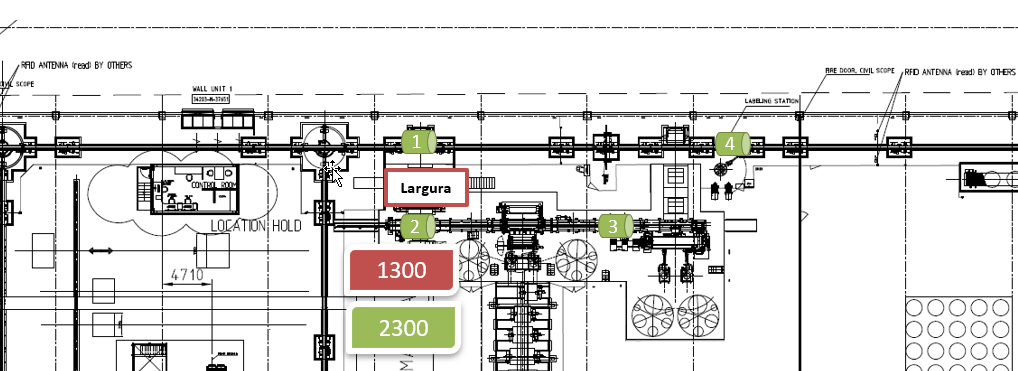 RFID ANTENNA (read) BY OTHERS
CIVIL SCOPE
WALL UNIT 1
FIRE DOOR, CIVIL SCOPE
RFID ANTENNA (read) BY OTHERS
LABELING STATION
1
4
CONTROL ROOM
Largura
LOCATION HOLD
2
3
4710
1300
2300
MA